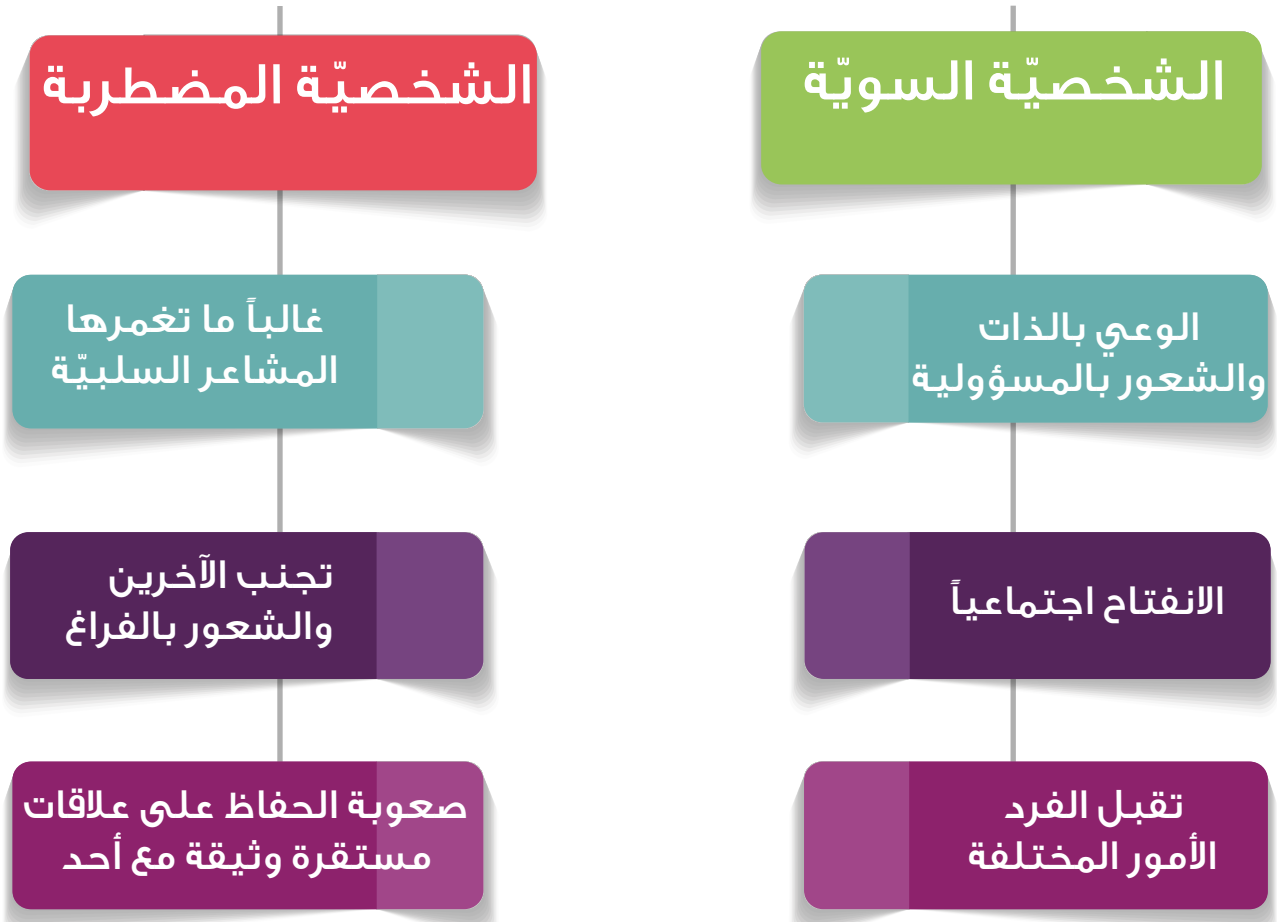 الشخصيّة السويّة
الوعي بالذات
والشعور بالمسؤولية
الانفتاح اجتماعياً
تقبل الفرد
الأمور المختلفة
الشخصيّة المضطربة
غالباً ما تغمرها
المشاعر السلبيّة
تجنب الآخرين
والشعور بالفراغ
صعوبة الحفاظ على علاقات
مستقرة وثيقة مع أحد